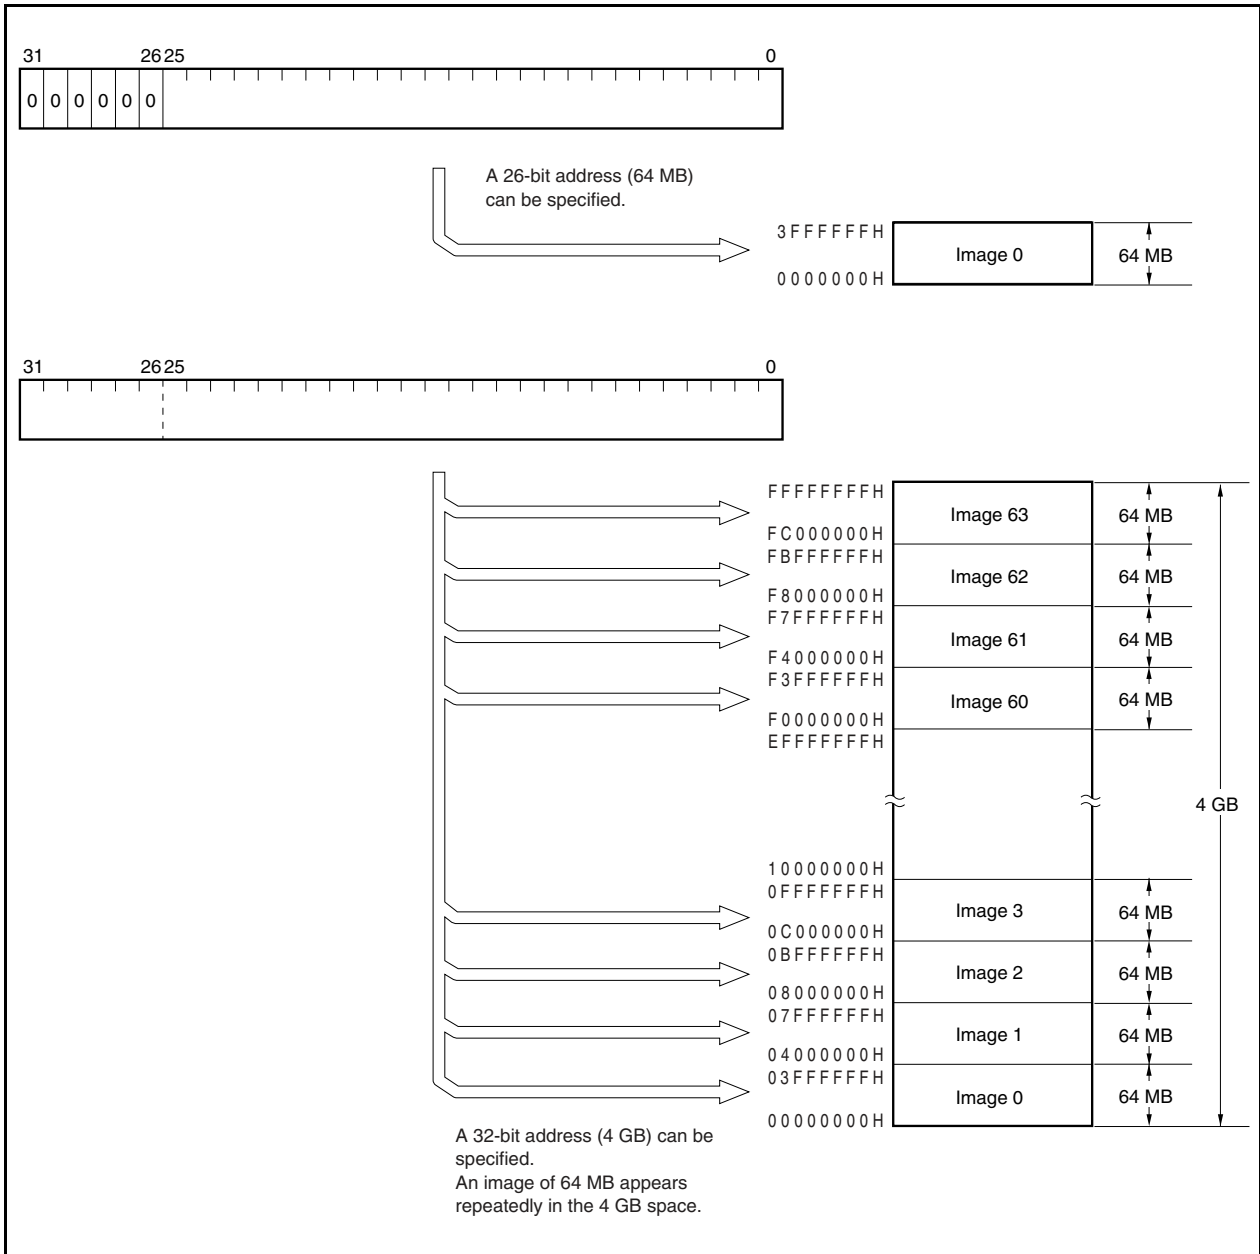 31 26 25 0
0 0 0 0 0 0
A 26-bit address (64 MB)
can be specified.
3FFFFFFH
Image 0
64 MB
0000000H
31 26 25 0
FFFFFFFFH
Image 63
64 MB
FC000000H
FBFFFFFFH
Image 62
64 MB
F8000000H
F7FFFFFFH
Image 61
64 MB
F4000000H
F3FFFFFFH
Image 60
64 MB
F0000000H
EFFFFFFFH
4 GB
10000000H
0FFFFFFFH
Image 3
64 MB
0C000000H
0BFFFFFFH
Image 2
64 MB
08000000H
07FFFFFFH
Image 1
64 MB
04000000H
03FFFFFFH
Image 0
64 MB
00000000H
A 32-bit address (4 GB) can be
specified.
An image of 64 MB appears
repeatedly in the 4 GB space.